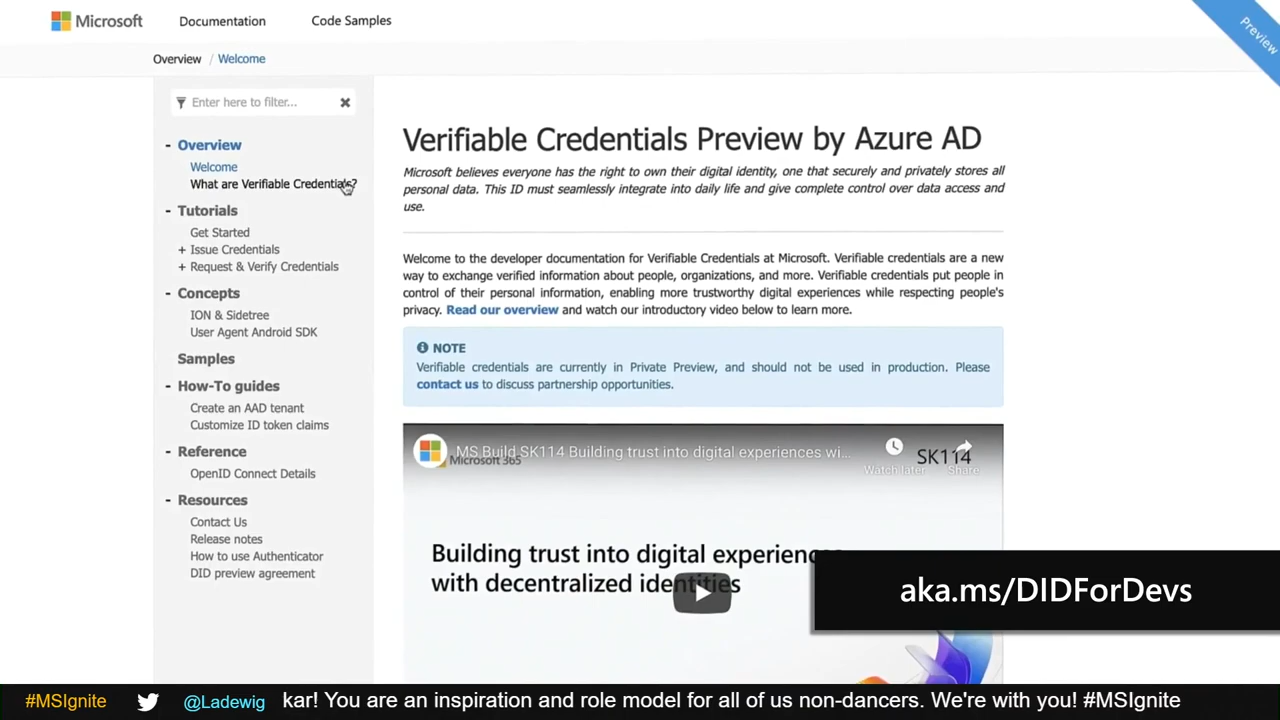 Microsoft
Documentation
Code Samples
Preview
Overview / Welcome
Enter here to filter...
- Overview
Welcome
What are Verifiable Credentials?
- Tutorials
Get Started
+ Issue Credentials
+ Request & Verify Credentials
- Concepts
ION & Sidetree
User Agent Android SDK
Samples
- How-To guides
Create an AAD tenant
Customize ID token claims
- Reference
OpenID Connect Details
- Resources
Contact Us
Release notes
How to use Authenticator
DID preview agreement
Verifiable Credentials Preview by Azure AD
Microsoft believes everyone has the right to own their digital identity, one that securely and privately stores all
personal data. This ID must seamlessly integrate into daily life and give complete control over data access and
use.
Welcome to the developer documentation for Verifiable Credentials at Microsoft. Verifiable credentials are a new
way to exchange verified information about people, organizations, and more. Verifiable credentials put people in
control of their personal information, enabling more trustworthy digital experiences while respecting people's
privacy. Read our overview and watch our introductory video below to learn more.
NOTE
Verifiable credentials are currently in Private Preview, and should not be used in production. Please
contact us to discuss partnership opportunities.
MS Build SK114 Building trust into digital experiences wi...
Microsoft 365
SK114
Watch later
Share
Building trust into digital experiences
with decentralized identities
aka.ms/DIDForDevs
#MSIgnite @Ladewig kar! You are an inspiration and role model for all of us non-dancers. We're with you! #MSIgnite